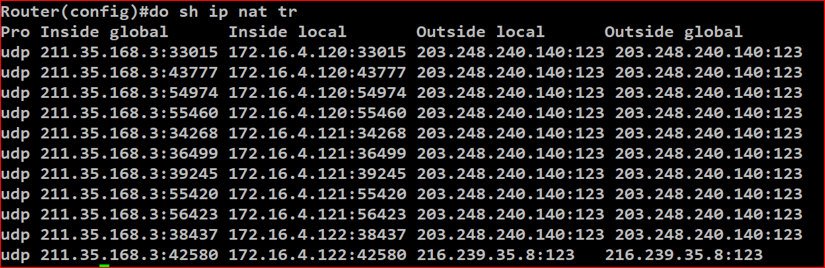 Router(config)#do sh ip nat tr
Pro Inside global Inside local Outside local Outside global
udp 211.35.168.3:33015 172.16.4.120:33015 203.248.240.140:123 203.248.240.140:123
udp 211.35.168.3:43777 172.16.4.120:43777 203.248.240.140:123 203.248.240.140:123
udp 211.35.168.3:54974 172.16.4.120:54974 203.248.240.140:123 203.248.240.140:123
udp 211.35.168.3:55460 172.16.4.120:55460 203.248.240.140:123 203.248.240.140:123
udp 211.35.168.3:34268 172.16.4.121:34268 203.248.240.140:123 203.248.240.140:123
udp 211.35.168.3:36499 172.16.4.121:36499 203.248.240.140:123 203.248.240.140:123
udp 211.35.168.3:39245 172.16.4.121:39245 203.248.240.140:123 203.248.240.140:123
udp 211.35.168.3:55420 172.16.4.121:55420 203.248.240.140:123 203.248.240.140:123
udp 211.35.168.3:56423 172.16.4.121:56423 203.248.240.140:123 203.248.240.140:123
udp 211.35.168.3:38437 172.16.4.122:38437 203.248.240.140:123 203.248.240.140:123
udp 211.35.168.3:42580 172.16.4.122:42580 216.239.35.8:123 216.239.35.8:123